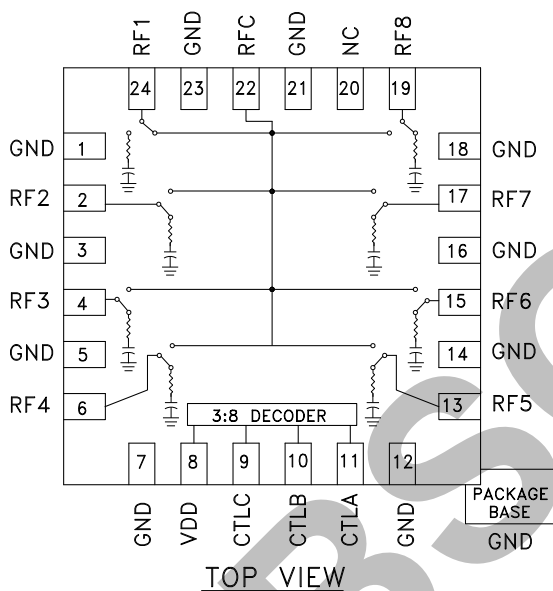 RF1 GND RFC GND NC RF8
24 23 22 21 20 19
GND 1 18 GND
RF2 2 17 RF7
GND 3 16 GND
RF3 4 15 RF6
GND 5 14 GND
RF4 6 13 RF5
3:8 DECODER
7 8 9 10 11 12
GND VDD CTLC CTLB CTLA GND
PACKAGE
BASE
GND
TOP VIEW
BSO